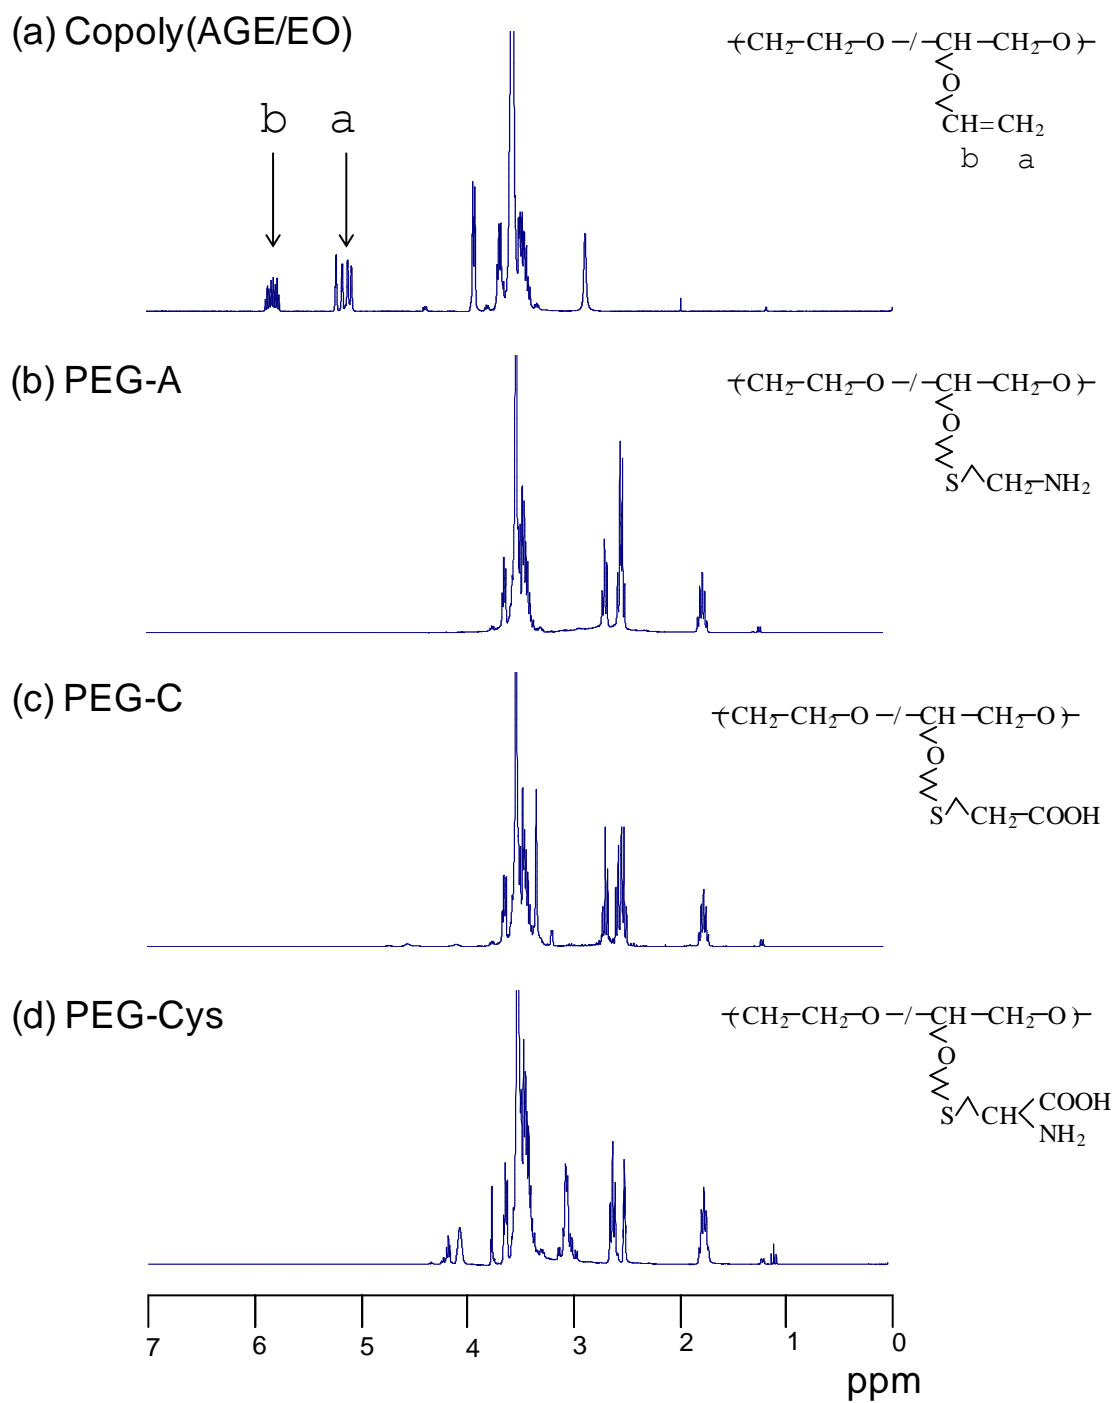 (a) Copoly(AGE/EO)
b a
(CH2-CH2-O-/-CH-CH2-O)
O
CH=CH2
b a
(b) PEG-A
(CH2-CH2-O-/-CH-CH2-O)
O
S CH2-NH2
(c) PEG-C
(CH2-CH2-O-/-CH-CH2-O)
O
S CH2-COOH
(d) PEG-Cys
(CH2-CH2-O-/-CH-CH2-O)
O
COOH
S CH
NH2
7 6 5 4 3 2 1 0
ppm